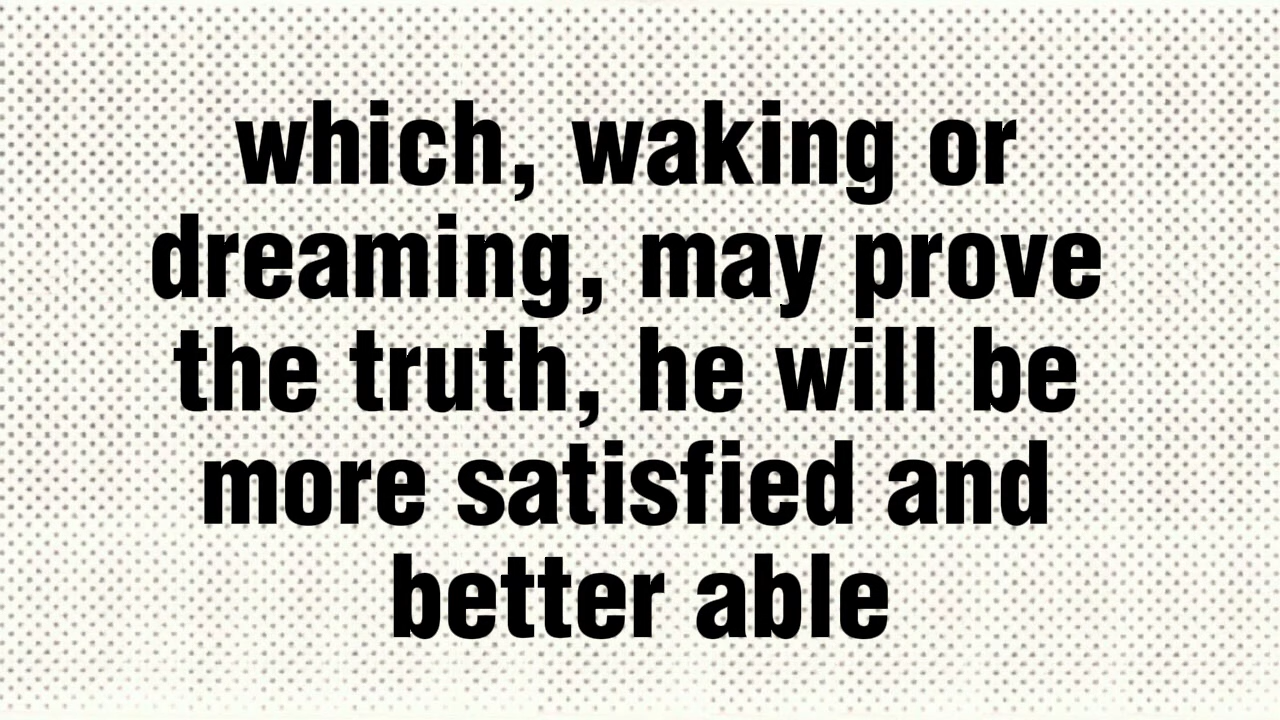 which, waking or
dreaming, may prove
the truth, he will be
more satisfied and
better able